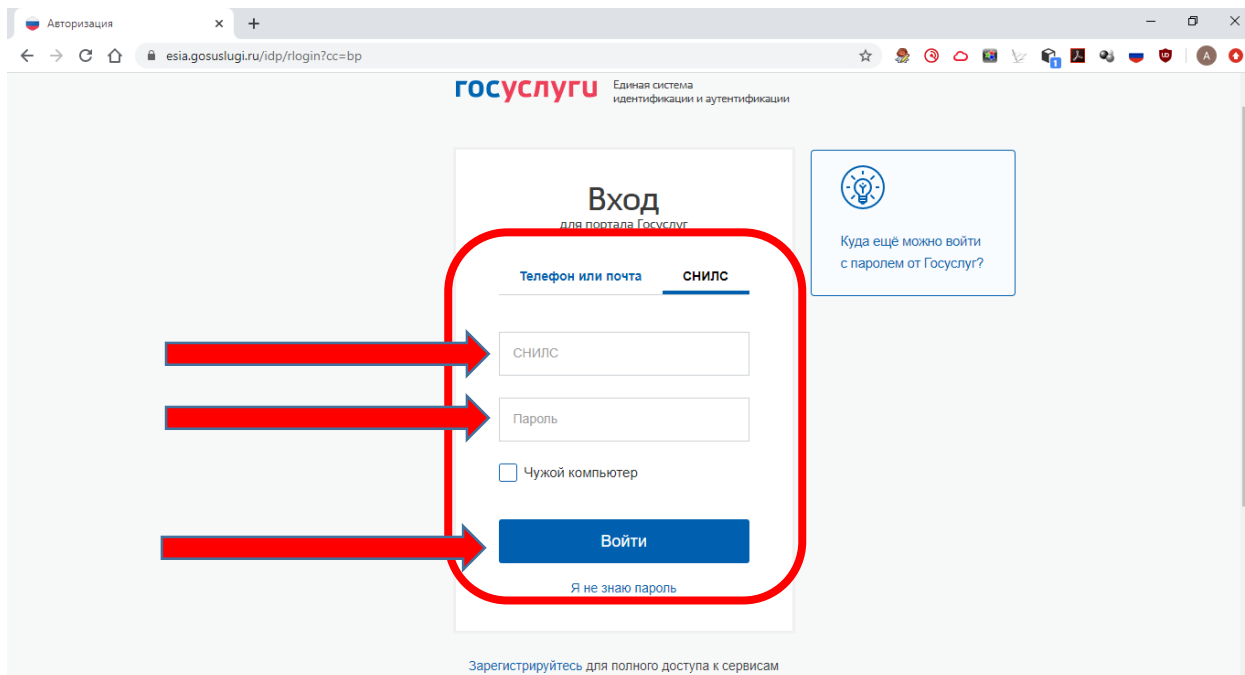 Авторизация
esia.gosuslugi.ru/idp/rlogin?cc=bp
1
A
госуслуги
Единая система
идентификации и аутентификации
Вход
для портала Госуслуг
Куда ещё можно войти
с паролем от Госуслуг?
Телефон или почта СНИЛС
СНИЛС
Пароль
Чужой компьютер
Войти
Я не знаю пароль
Зарегистрируйтесь для полного доступа к сервисам